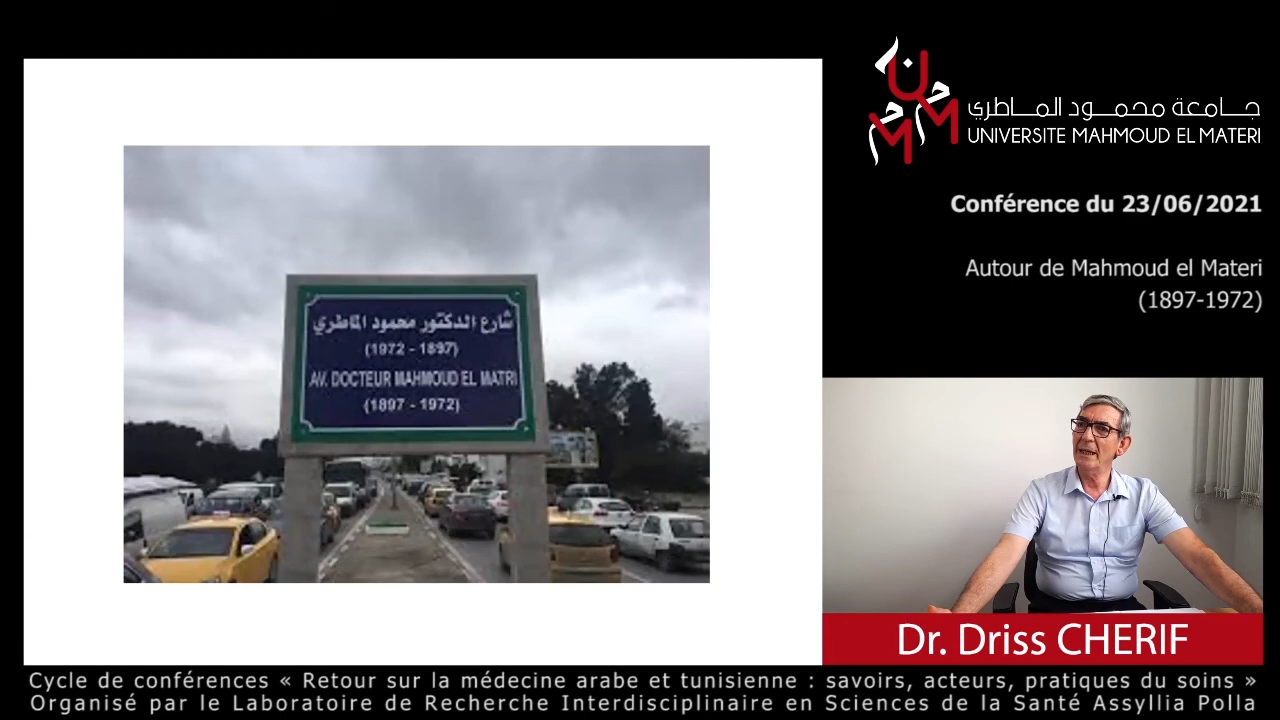 شارع الدكتور محمود الماطري
(1972 - 1897)
AV. DOCTEUR MAHMOUD EL MATRI
(1897 - 1972)
جامعة محمود الماطري
UNIVERSITE MAHMOUD EL MATERI
Conférence du 23/06/2021
Autour de Mahmoud el Materi
(1897-1972)
Dr. Driss CHERIF
Cycle de conférences « Retour sur la médecine arabe et tunisienne : savoirs, acteurs, pratiques du soins »
Organisé par le Laboratoire de Recherche Interdisciplinaire en Sciences de la Santé Assyllia Polla